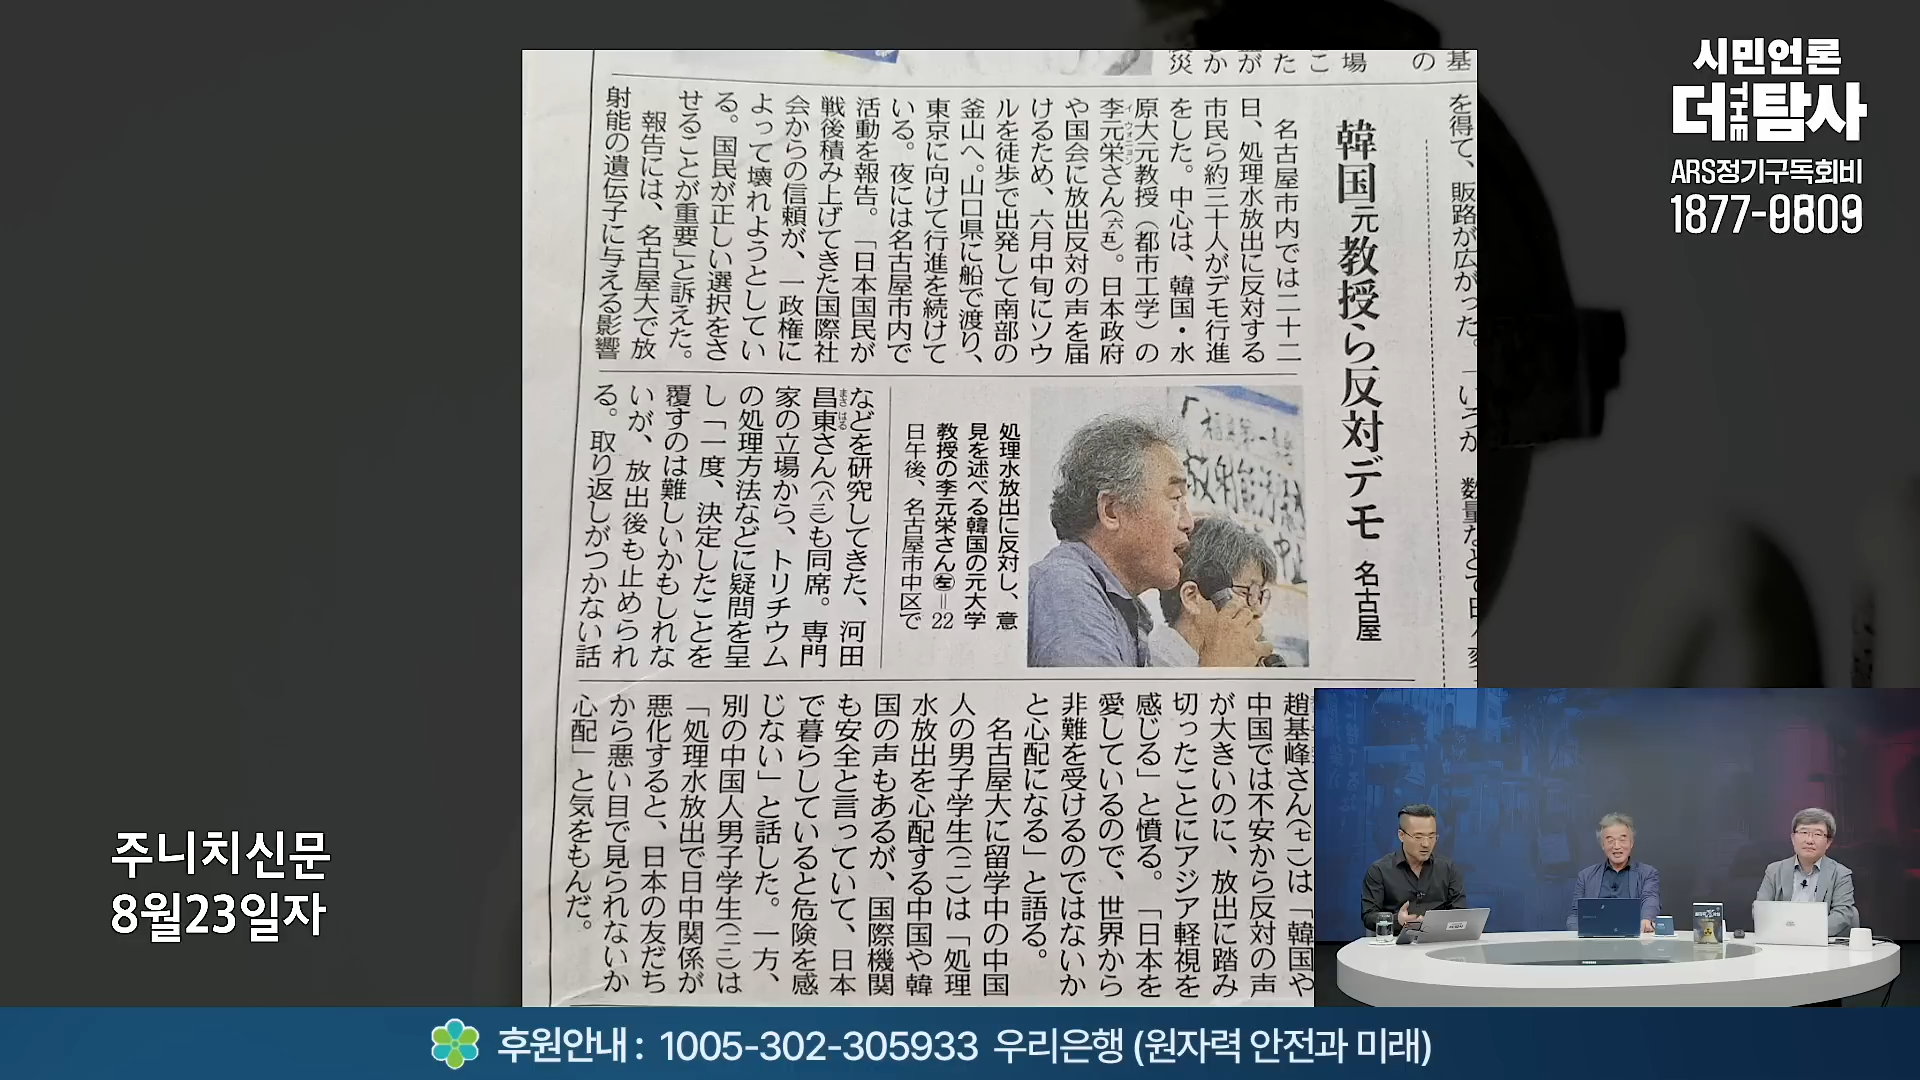 시민언론
더탐사
ARS정기구독회비
주니치신문
8월23일자
韓国元教授ら反対デモ 名古屋
名古屋市内では二十二
日、処理水放出に反対する
市民ら約三十人がデモ行進
をした。中心は、韓国・水
原大元教授(都市工学)の
李元栄さん(六五)。日本政府
や国会に放出反対の声を届
けるため、六月中旬にソウ
ルを徒歩で出発して南部の
釜山へ。山口県に船で渡り、
東京に向けて行進を続けて
いる。夜には名古屋市内で
活動を報告。「日本国民が
戦後積み上げてきた国際社
会からの信頼が、一政権に
よって壊れようとしてい
る。国民が正しい選択をさ
せることが重要」と訴えた。
報告には、名古屋大で放
射能の遺伝子に与える影響
処理水放出に反対し、意
見を述べる韓国の元大学
教授の李元栄さん㊧=22
日午後、名古屋市中区で
などを研究してきた、河田
昌東さん(八三)も同席。専門
家の立場から、トリチウム
の処理方法などに疑問を呈
し「一度、決定したことを
覆すのは難しいかもしれな
いが、放出後も止められ
る。取り返しがつかない話
趙基峰さん(七一)は「韓国や
中国では不安から反対の声
が大きいのに、放出に踏み
切ったことにアジア軽視を
感じる」と憤る。「日本を
愛しているので、世界から
非難を受けるのではないか
と心配になる」と語る。
名古屋大に留学中の中国
人の男子学生(二一)は「処理
水放出を心配する中国や韓
国の声もあるが、国際機関
も安全と言っていて、日本
で暮らしていると危険を感
じない」と話した。一方、
別の中国人男子学生(二二)は
「処理水放出で日中関係が
悪化すると、日本の友だち
から悪い目で見られないか
心配」と気をもんだ。
を得て、販路が広がった。
후원안내 : 1005-302-305933 우리은행 (원자력 안전과 미래)